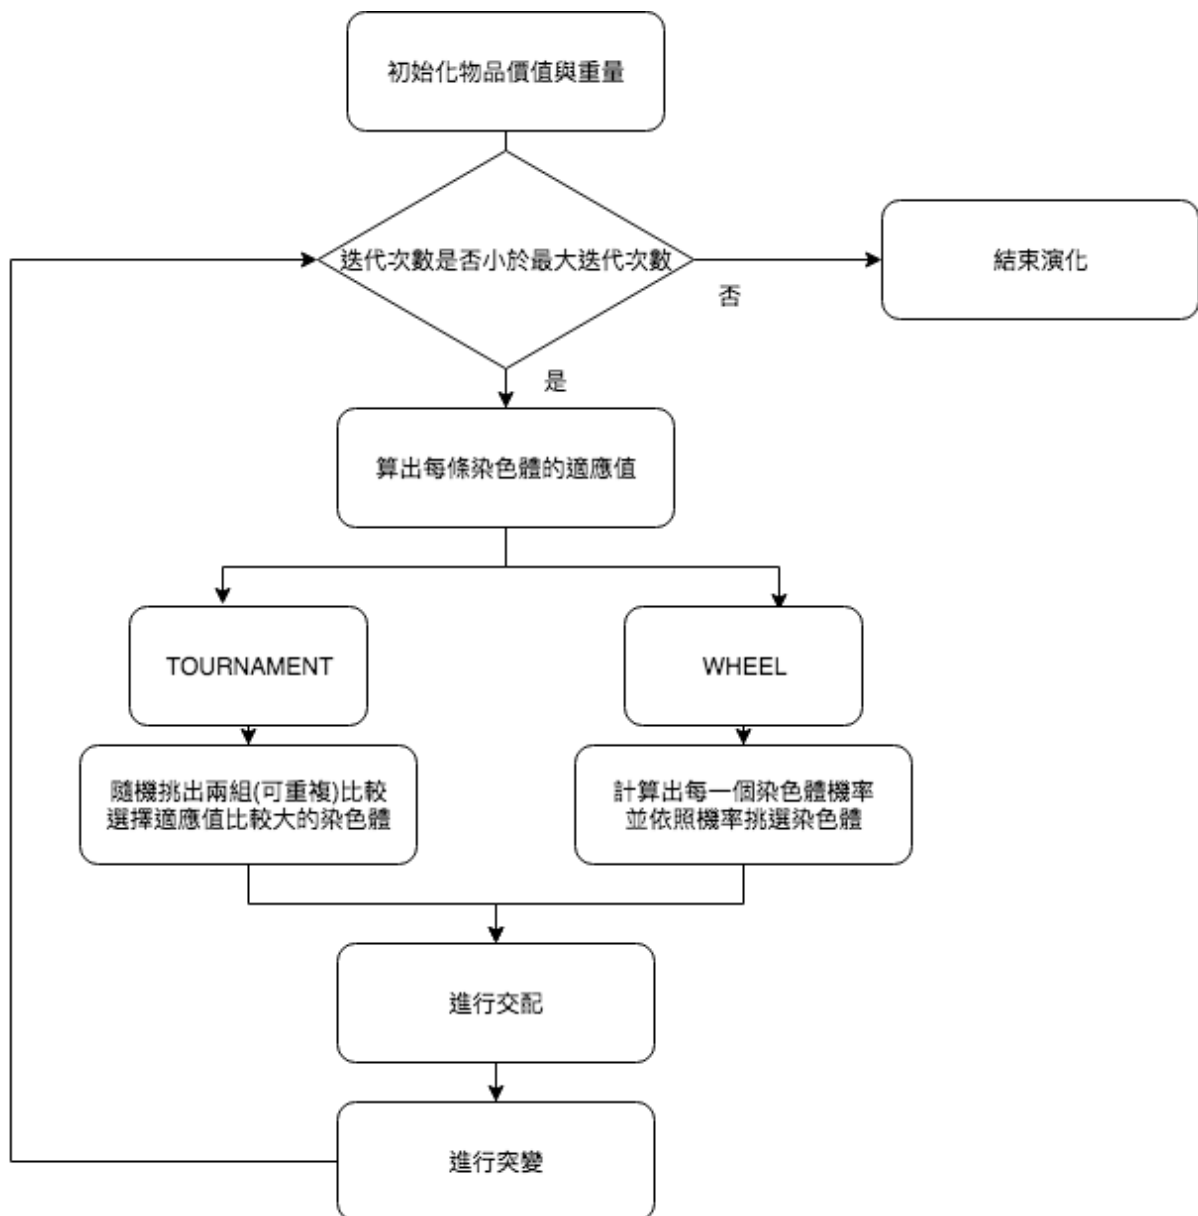 初始化物品價值與重量
迭代次數是否小於最大迭代次數
結束演化
否
是
算出每條染色體的適應值
TOURNAMENT
WHEEL
隨機挑出兩組(可重複)比較
選擇適應值比較大的染色體
計算出每一個染色體機率
並依照機率挑選染色體
進行交配
進行突變